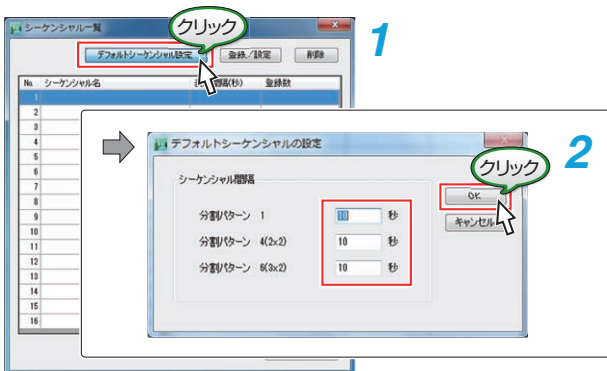 シーケンシャル一覧
クリック
1
デフォルトシーケンシャル設定 登録/設定 削除
No. シーケンシャル名 間隔(秒) 登録数
1
2
3
4
5
6
7
8
9
10
11
12
13
14
15
16
デフォルトシーケンシャルの設定
クリック
2
シーケンシャル間隔
OK
キャンセル
分割パターン 1 10 秒
分割パターン 4(2x2) 10 秒
分割パターン 6(3x2) 10 秒